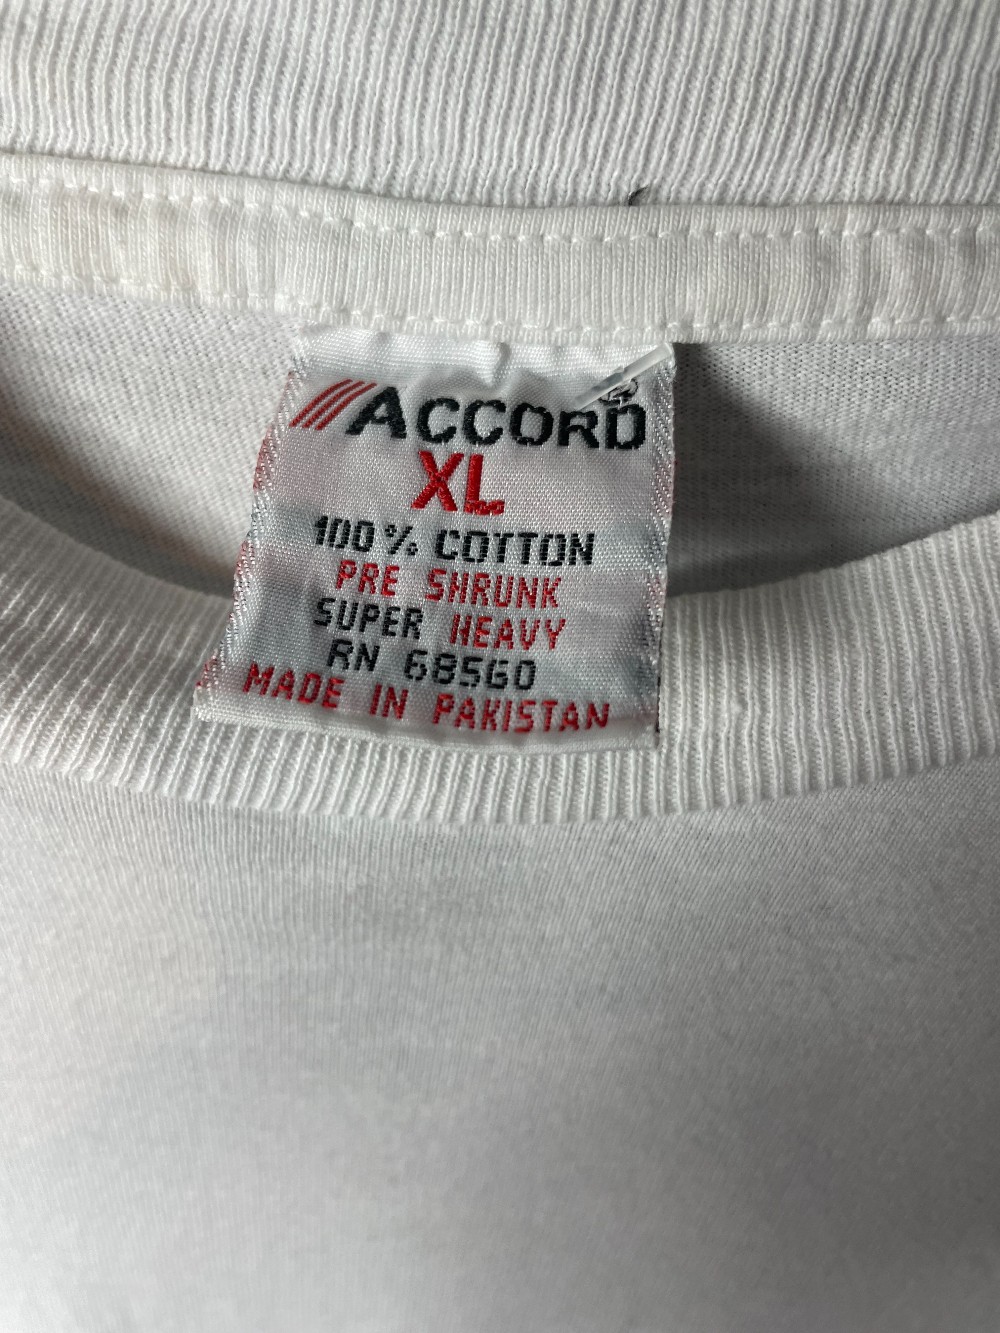 ACCORD
XL
100% COTTON
PRE SHRUNK
SUPER HEAVY
RN 68560
MADE IN PAKISTAN